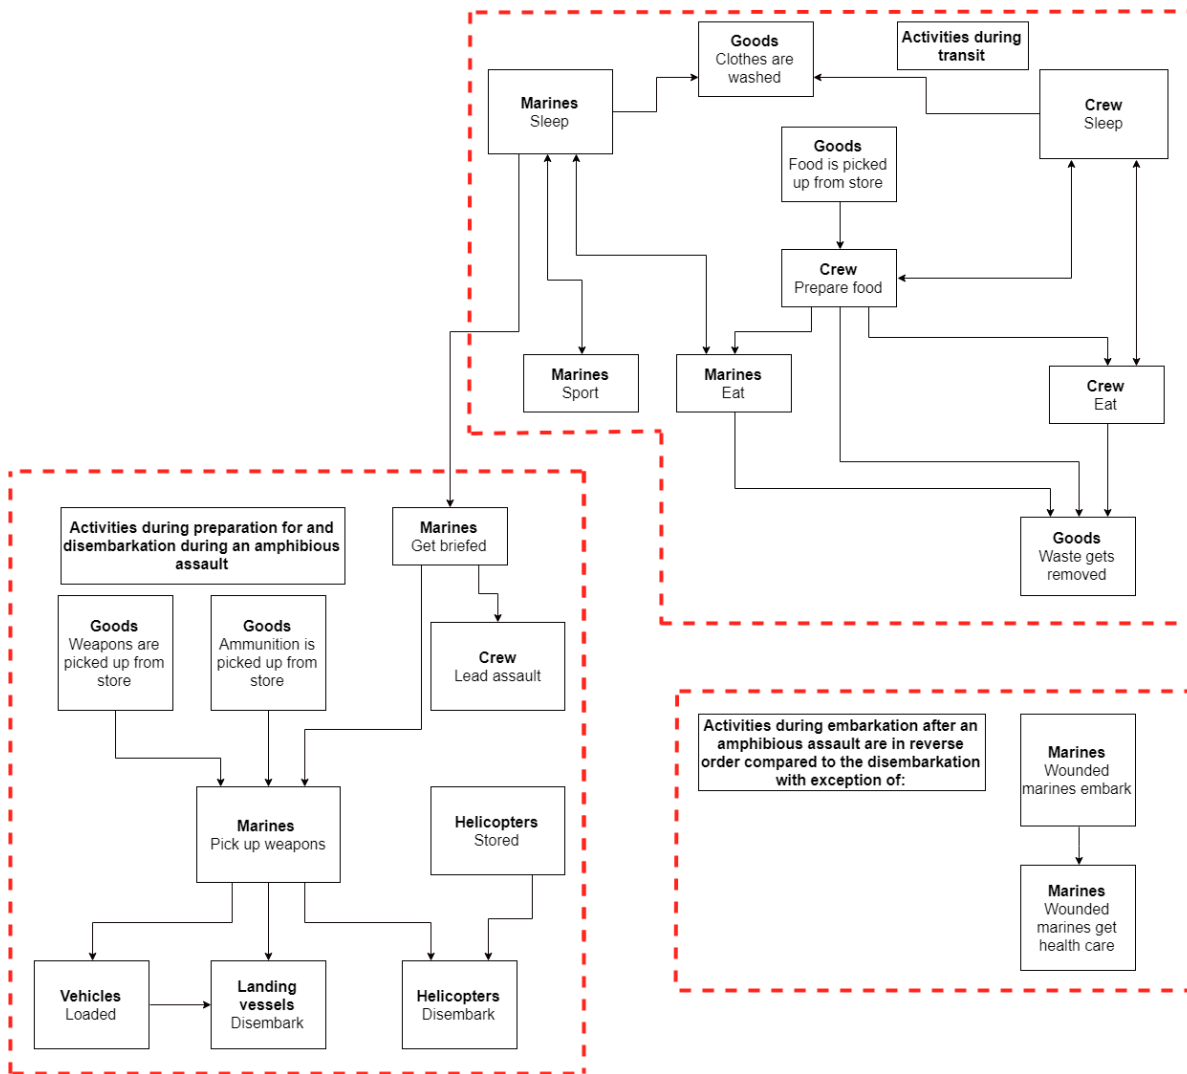 Goods
Clothes are
washed
Activities during
transit
Marines
Sleep
Crew
Sleep
Goods
Food is picked
up from store
Crew
Prepare food
Marines
Sport
Marines
Eat
Crew
Eat
Goods
Waste gets
removed
Activities during preparation for and
disembarkation during an amphibious
assault
Marines
Get briefed
Goods
Weapons are
picked up from
store
Goods
Ammunition is
picked up from
store
Crew
Lead assault
Marines
Pick up weapons
Helicopters
Stored
Vehicles
Loaded
Landing
vessels
Disembark
Helicopters
Disembark
Activities during embarkation after an
amphibious assault are in reverse
order compared to the disembarkation
with exception of:
Marines
Wounded
marines embark
Marines
Wounded
marines get
health care